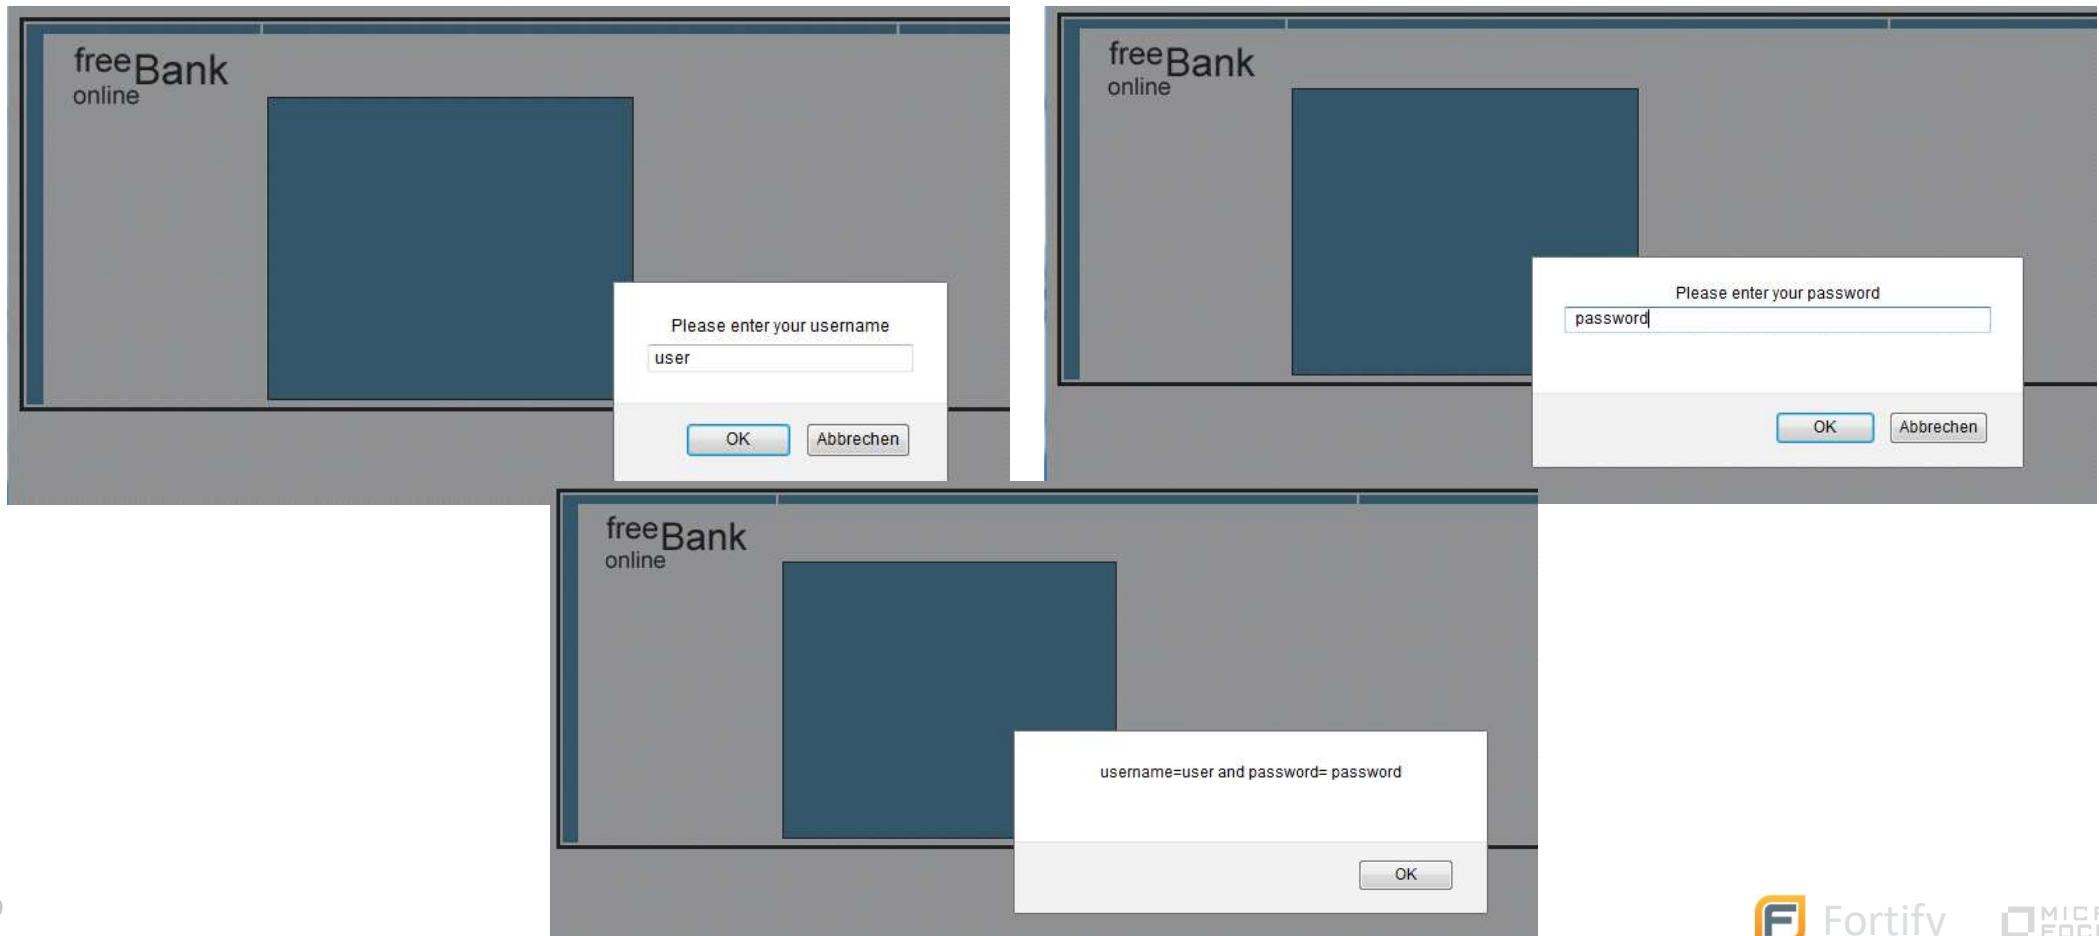 free Bank
online
Please enter your username
user
OK Abbrechen
free Bank
online
Please enter your password
password
OK Abbrechen
free Bank
online
username=user and password= password
OK
Fortify